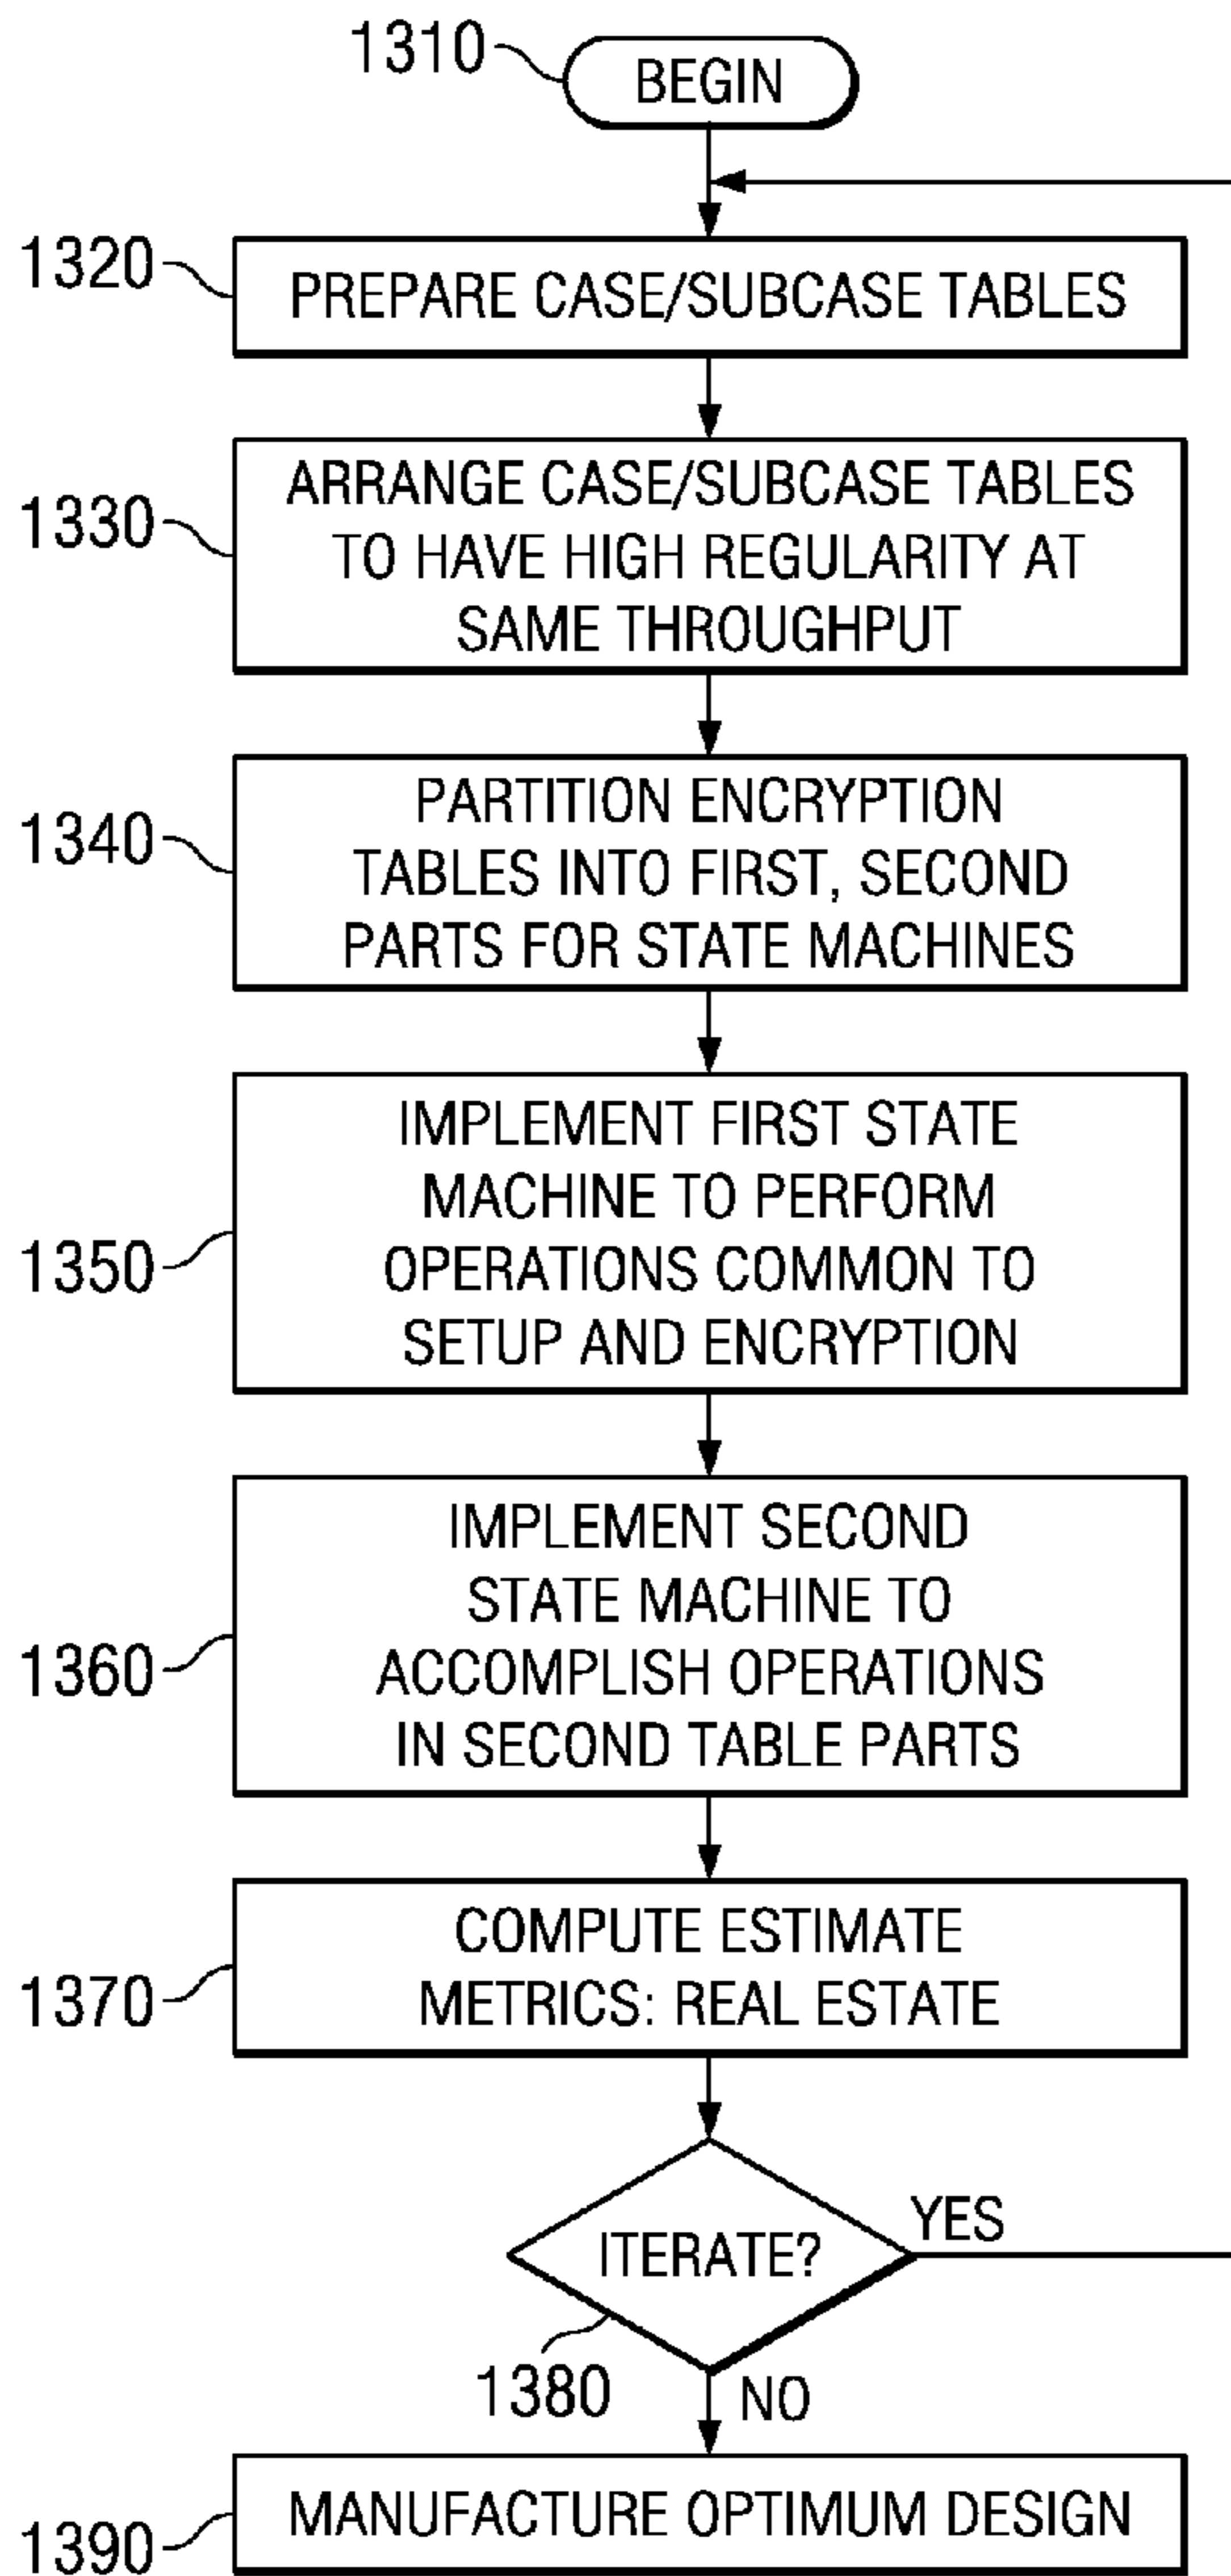 1310
BEGIN
1320
PREPARE CASE/SUBCASE TABLES
1330
ARRANGE CASE/SUBCASE TABLES
TO HAVE HIGH REGULARITY AT
SAME THROUGHPUT
1340
PARTITION ENCRYPTION
TABLES INTO FIRST, SECOND
PARTS FOR STATE MACHINES
1350
IMPLEMENT FIRST STATE
MACHINE TO PERFORM
OPERATIONS COMMON TO
SETUP AND ENCRYPTION
1360
IMPLEMENT SECOND
STATE MACHINE TO
ACCOMPLISH OPERATIONS
IN SECOND TABLE PARTS
1370
COMPUTE ESTIMATE
METRICS: REAL ESTATE
ITERATE?
YES
1380
NO
1390
MANUFACTURE OPTIMUM DESIGN